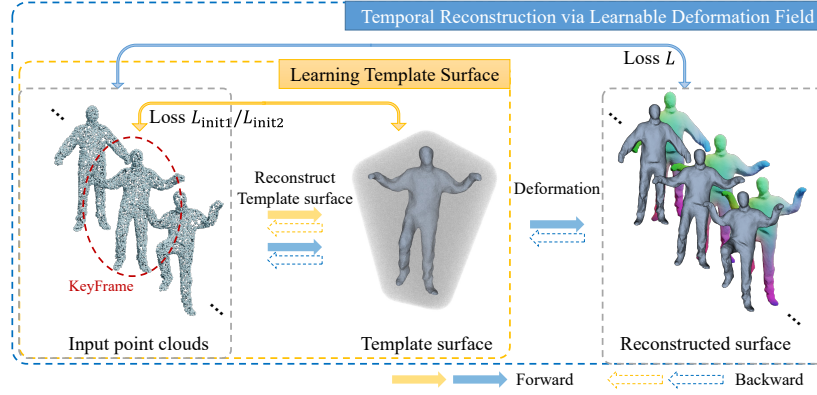 Temporal Reconstruction via Learnable Deformation Field
Loss L
Learning Template Surface
Loss L_init1/L_init2
Reconstruct
Template surface
Deformation
KeyFrame
Input point clouds
Template surface
Reconstructed surface
Forward
Backward